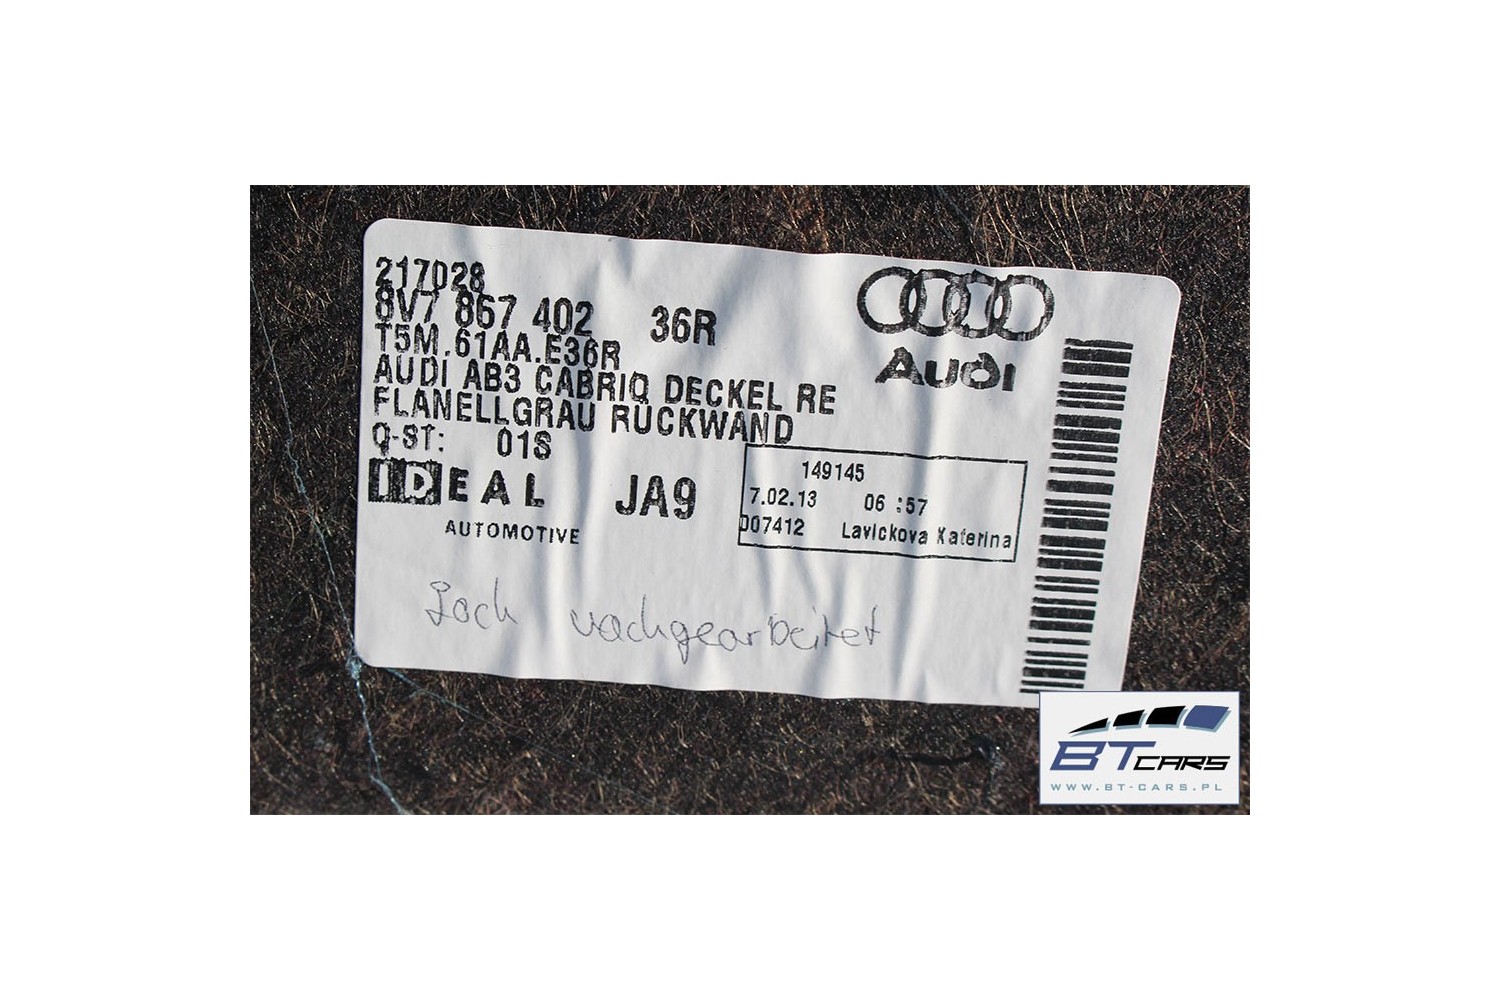 217028
8V7 867 402 36R
T5M.61AA.E36R
AUDI AB3 CABRIO DECKEL RE
FLANELLGRAU RUCKWAND
Q-ST: 01S
IDEAL JA9
AUTOMOTIVE
Audi
149145
7.02.13 06:57
007412 Lavickova Katerina
Loch nachgearbeitet
BT CARS
WWW.BT-CARS.PL